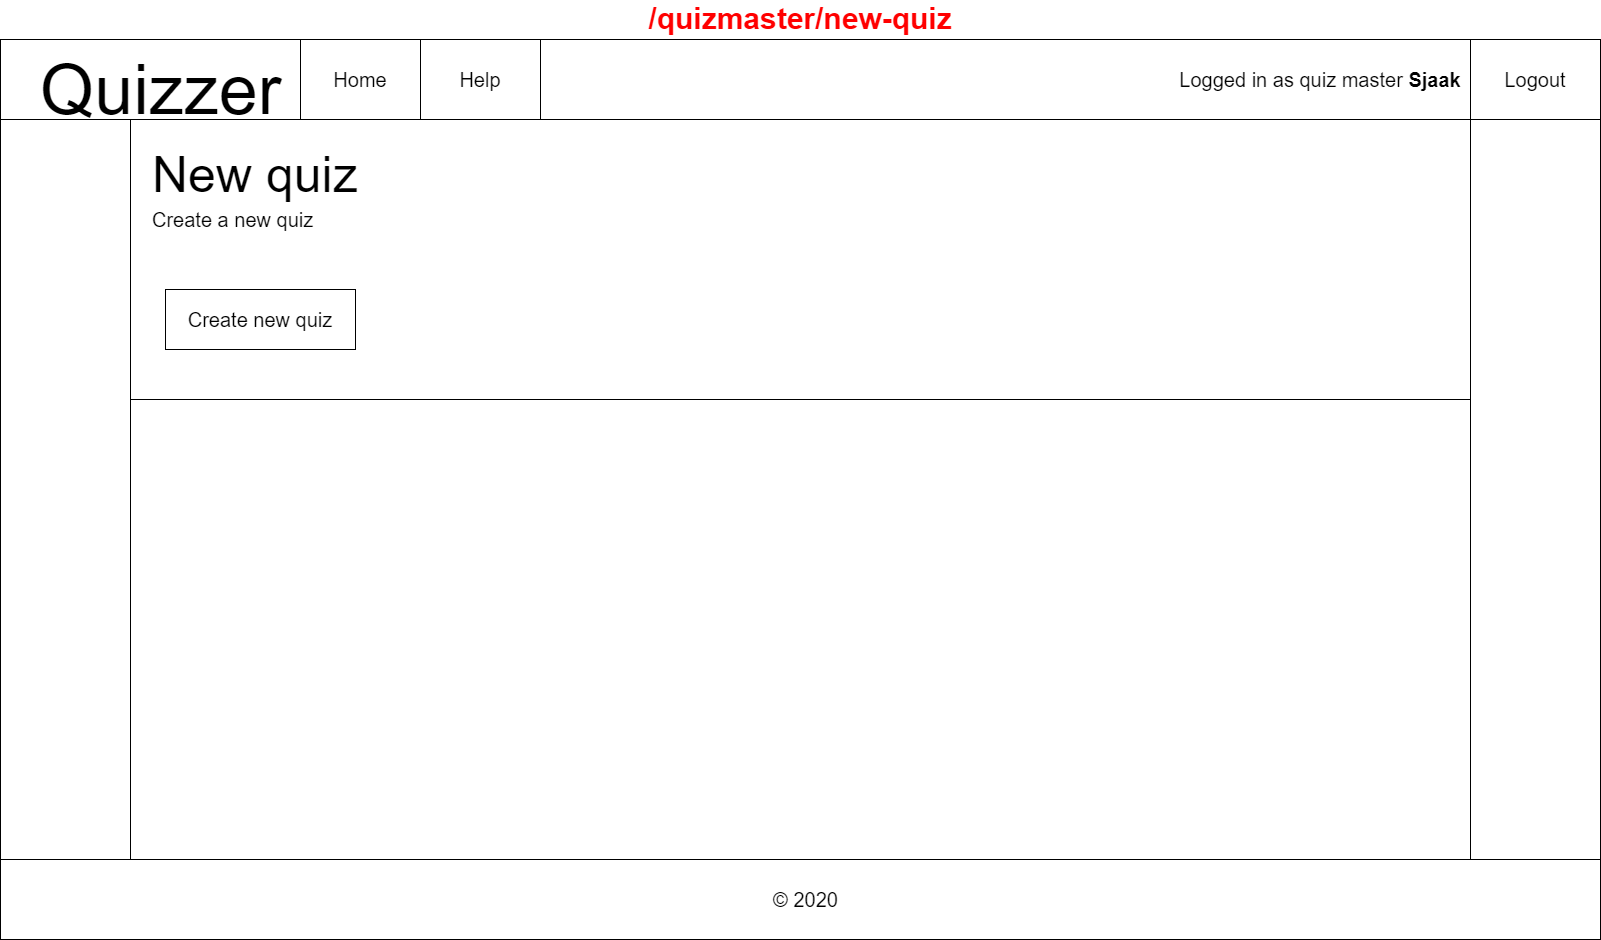 /quizmaster/new-quiz
Quizzer
Home
Help
Logged in as quiz master Sjaak
Logout
New quiz
Create a new quiz
Create new quiz
© 2020